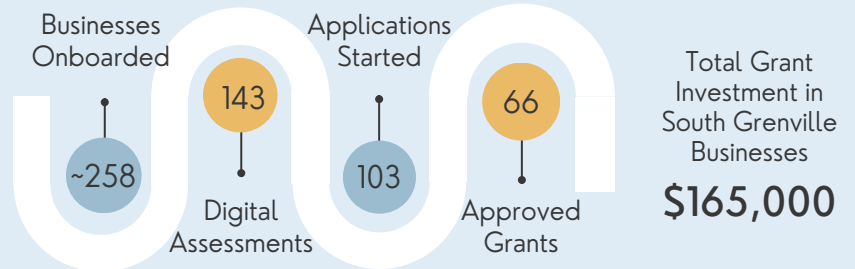 Businesses
Onboarded
~258
143
Digital
Assessments
Applications
Started
103
66
Approved
Grants
Total Grant
Investment in
South Grenville
Businesses
$165,000